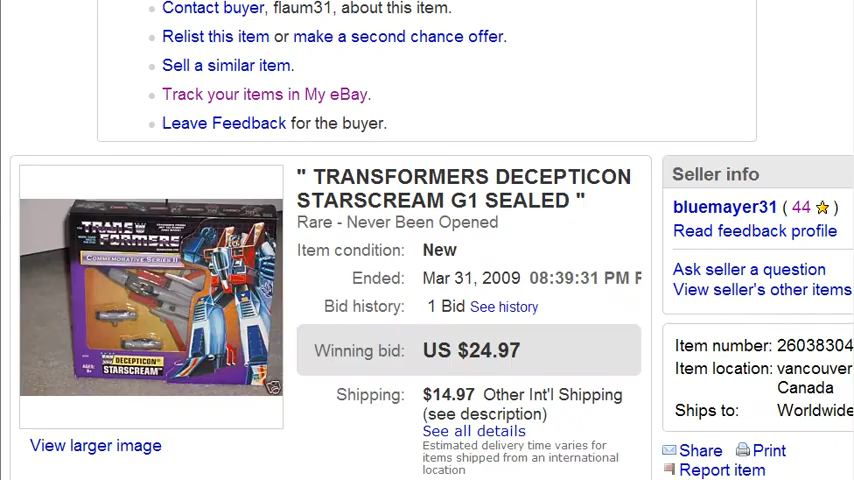 Contact buyer, flaum31, about this item.
Relist this item or make a second chance offer.
Sell a similar item.
Track your items in My eBay.
Leave Feedback for the buyer.
" TRANSFORMERS DECEPTICON
STARSCREAM G1 SEALED "
Rare - Never Been Opened
Item condition: New
Ended: Mar 31, 2009 08:39:31 PM P
Bid history: 1 Bid See history
Winning bid: US $24.97
Shipping: $14.97 Other Int'l Shipping
(see description)
See all details
Estimated delivery time varies for
items shipped from an international
location
TRANSFORMERS
COMMEMORATIVE SERIES II
DECEPTICON
STARSCREAM
View larger image
Seller info
bluemayer31 ( 44 )
Read feedback profile
Ask seller a question
View seller's other items
Item number: 26038304
Item location: vancouver
Canada
Ships to: Worldwide
Share Print
Report item